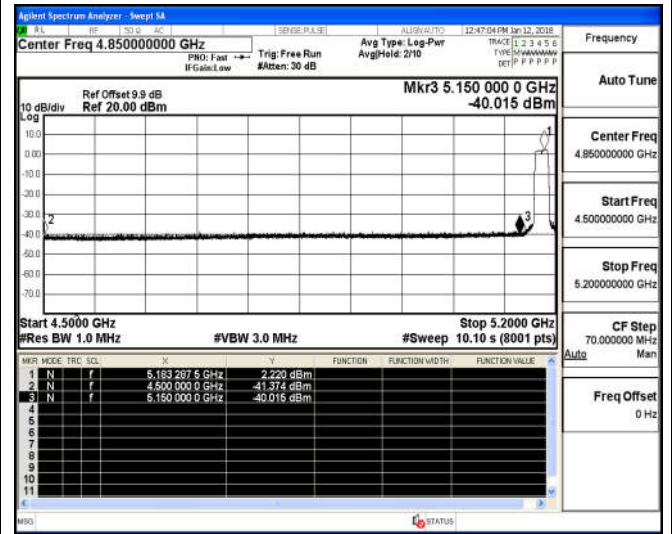 Agilent Spectrum Analyzer - Swept SA
RL RF 50 Ω AC SENSE:PULSE ALIGNAUTO 12:47:04 PM Jan 12, 2018
Center Freq 4.850000000 GHz
PNO: Fast
IFGain:Low
Trig: Free Run
#Atten: 30 dB
Avg Type: Log-Pwr
Avg|Hold: 2/10
TRACE 1 2 3 4 5 6
TYPE
DET P P P P P P
Ref Offset 9.9 dB
10 dB/div Ref 20.00 dBm
Log
Mkr3 5.150 000 0 GHz
-40.015 dBm
10.0
0.00
-10.0
-20.0
-30.0
-40.0
-50.0
-60.0
-70.0
1
2
3
Start 4.5000 GHz Stop 5.2000 GHz
#Res BW 1.0 MHz #VBW 3.0 MHz #Sweep 10.10 s (8001 pts)
MKR MODE TRC SCL X Y FUNCTION FUNCTION WIDTH FUNCTION VALUE
1 N f 5.183 287 5 GHz 2.220 dBm
2 N f 4.500 000 0 GHz -41.374 dBm
3 N f 5.150 000 0 GHz -40.015 dBm
4
5
6
7
8
9
10
11
MSG STATUS
Frequency
Auto Tune
Center Freq
4.850000000 GHz
Start Freq
4.500000000 GHz
Stop Freq
5.200000000 GHz
CF Step
70.000000 MHz
Auto Man
Freq Offset
0 Hz